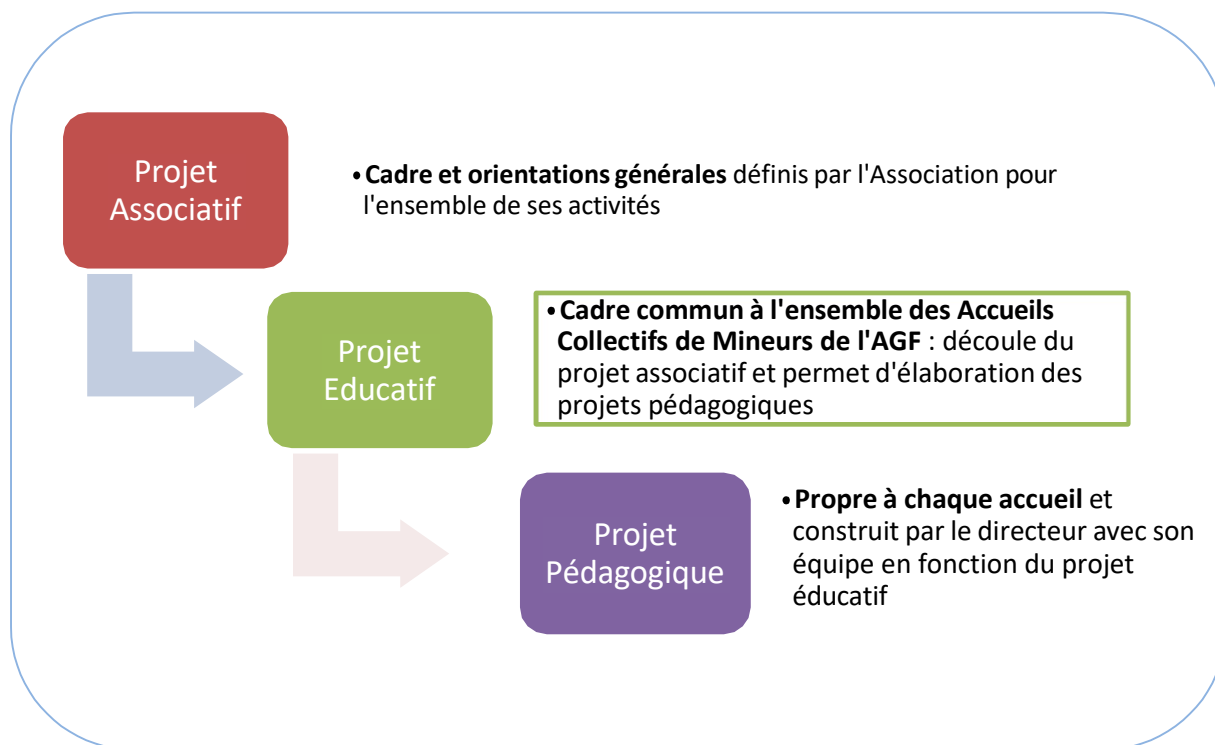 Projet
Associatif
• Cadre et orientations générales définis par l'Association pour
l'ensemble de ses activités
Projet
Educatif
• Cadre commun à l'ensemble des Accueils
Collectifs de Mineurs de l'AGF : découle du
projet associatif et permet d'élaboration des
projets pédagogiques
Projet
Pédagogique
• Propre à chaque accueil et
construit par le directeur avec son
équipe en fonction du projet
éducatif